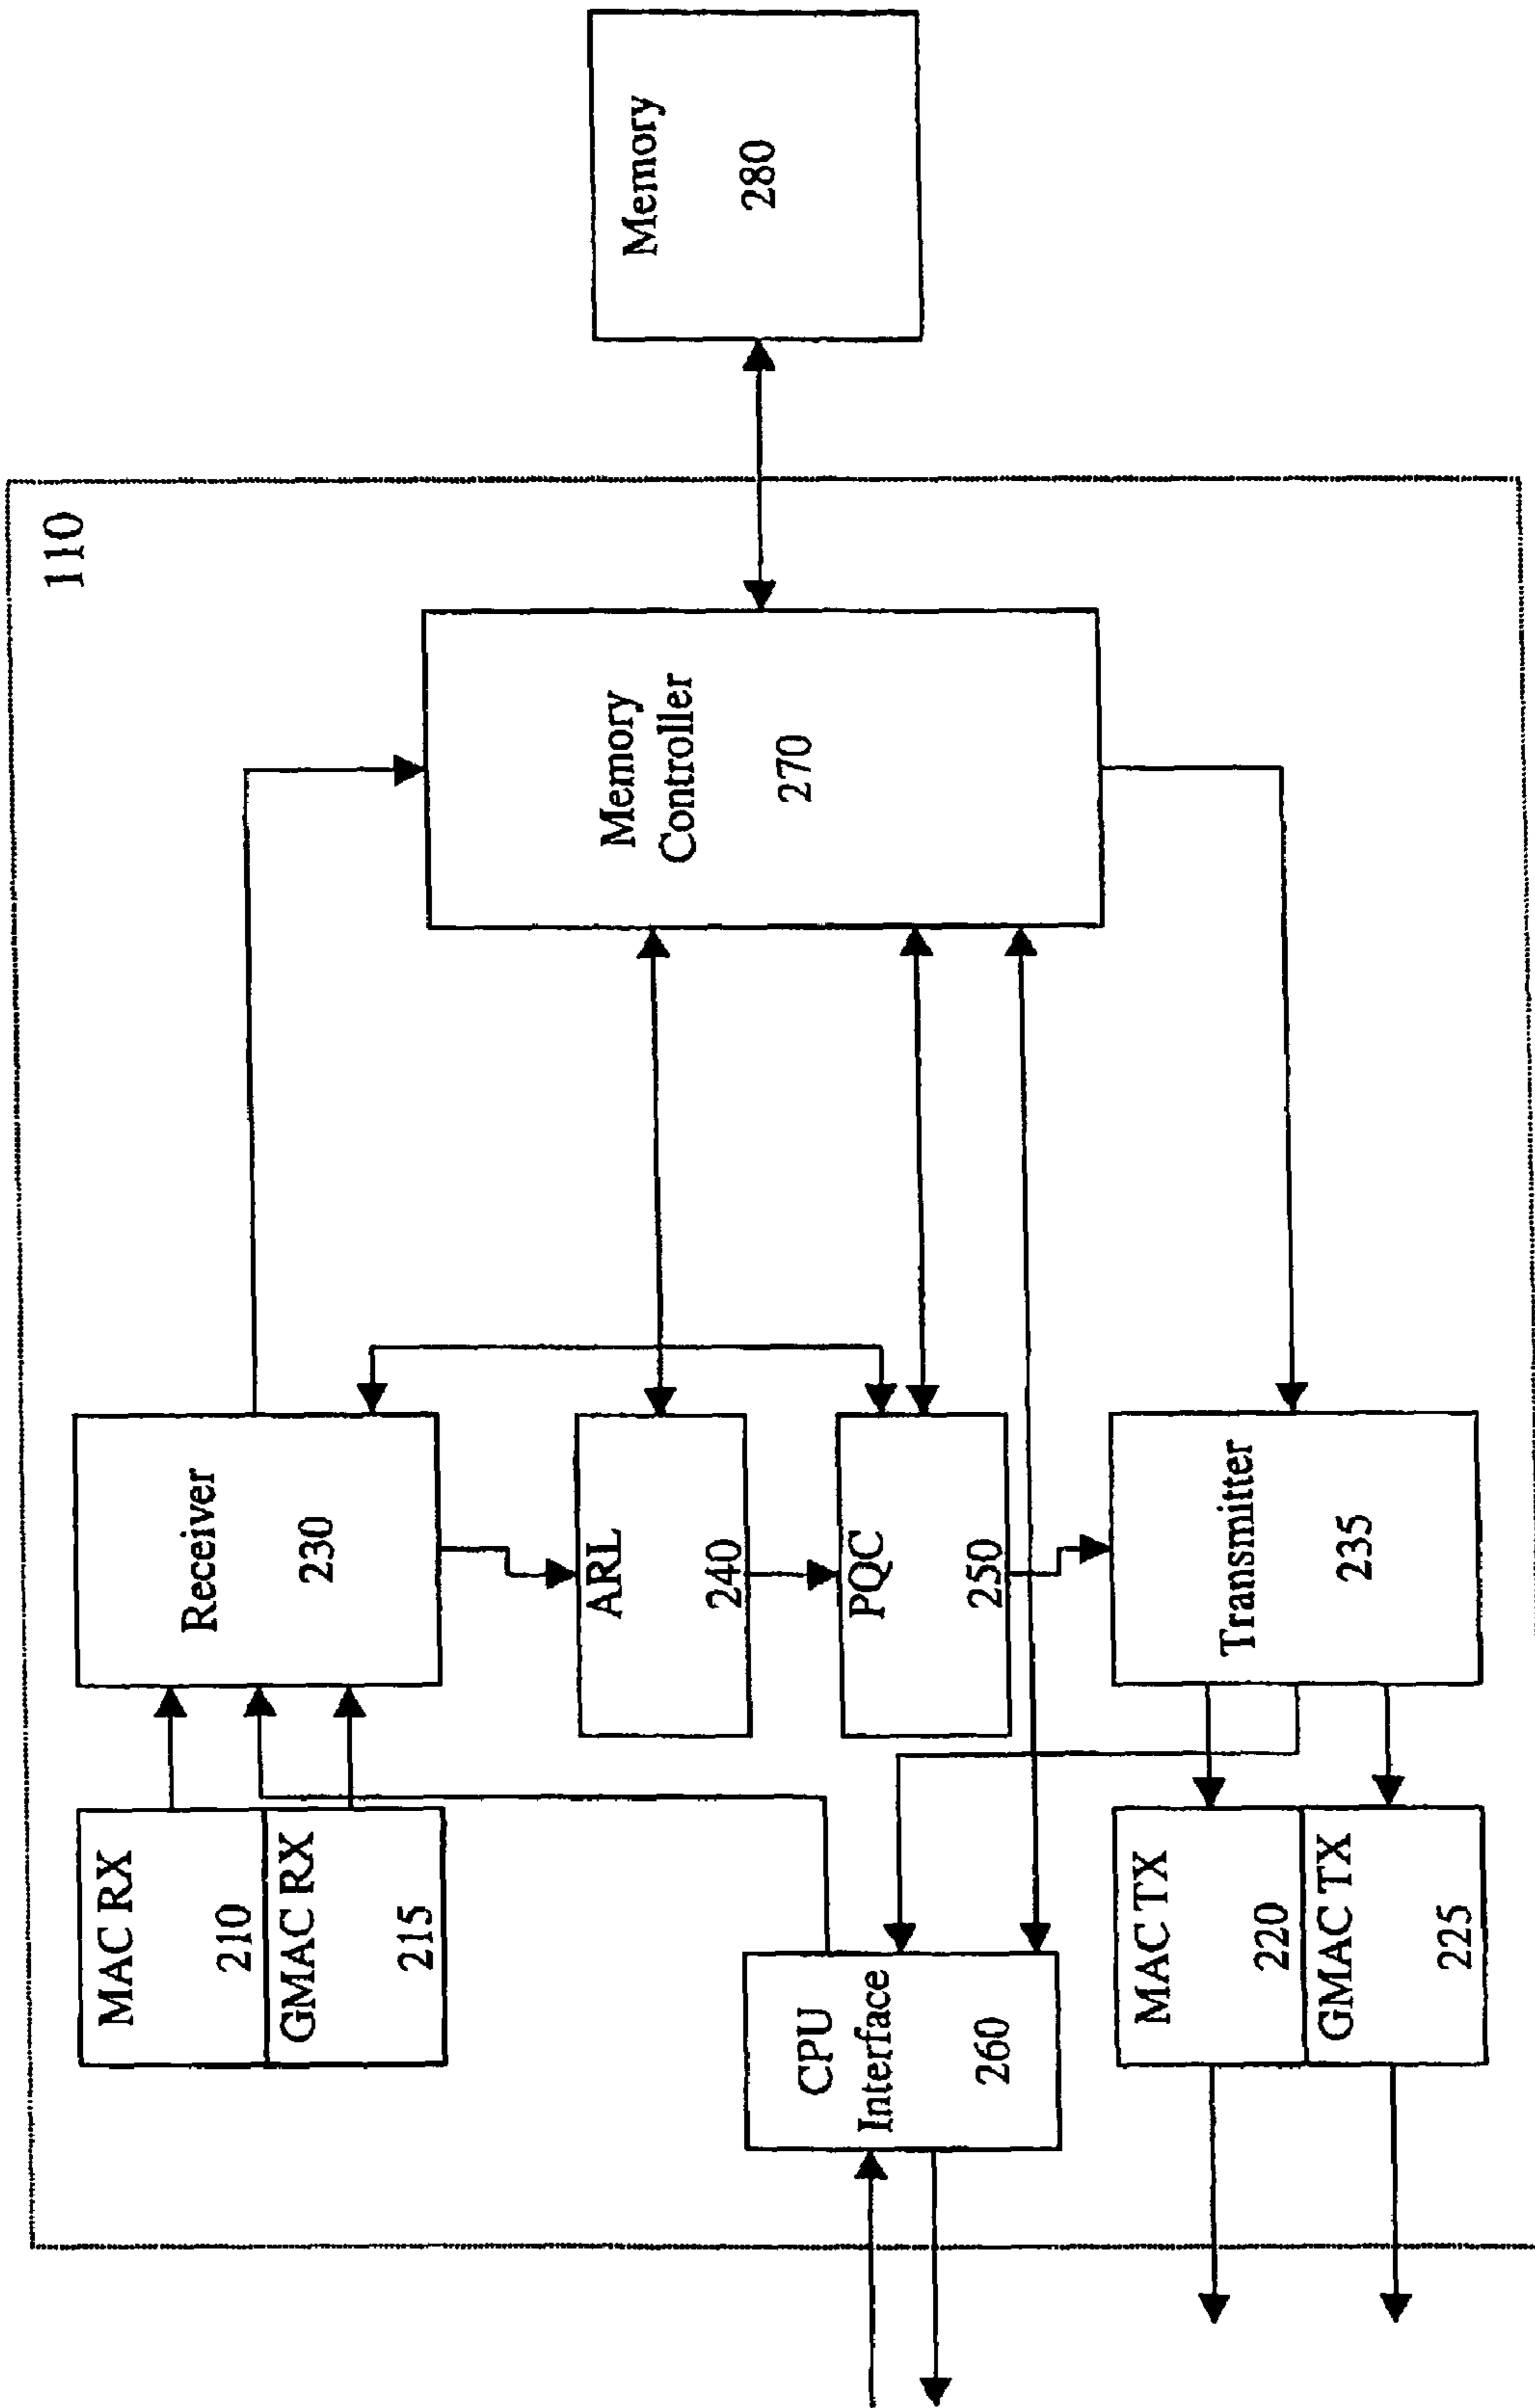 110
MAC RX
210
GMAC RX
215
Receiver
230
ARL
240
PQC
250
CPU
Interface
260
Transmitter
235
MAC TX
220
GMAC TX
225
Memory
Controller
270
Memory
280